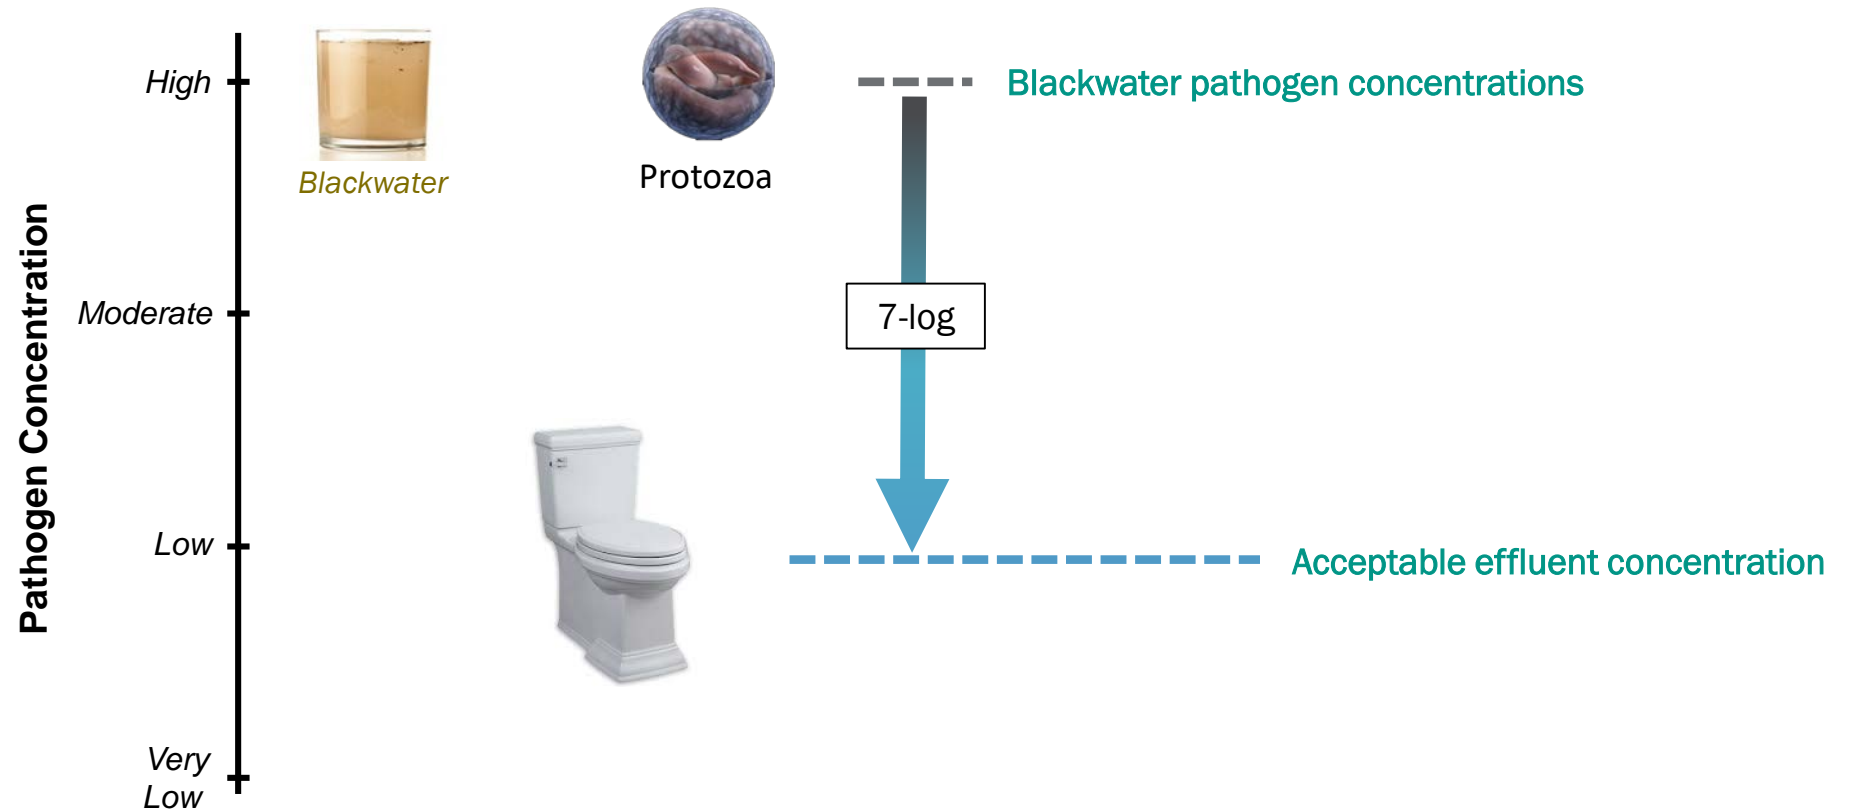 High
Blackwater
Protozoa
Blackwater pathogen concentrations
Pathogen Concentration
Moderate
7-log
Low
Acceptable effluent concentration
Very
Low